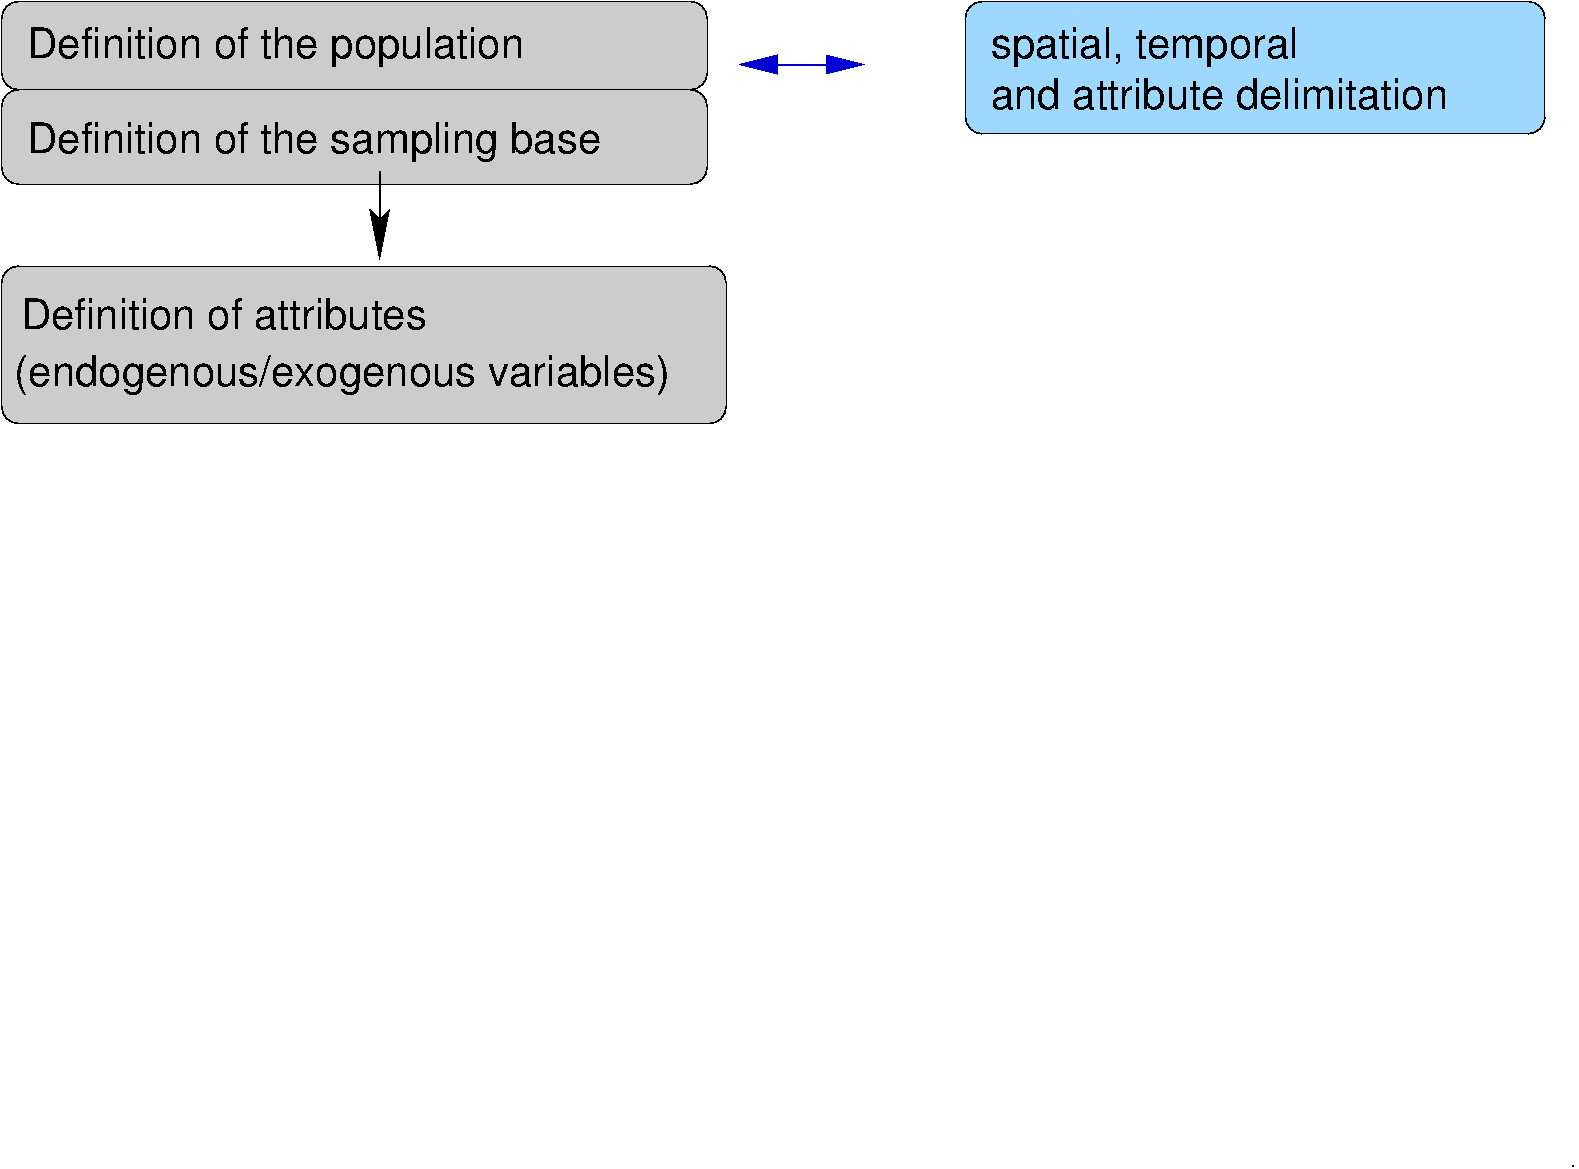 Definition of the population
spatial, temporal
and attribute delimitation
Definition of the sampling base
Definition of attributes
(endogenous/exogenous variables)